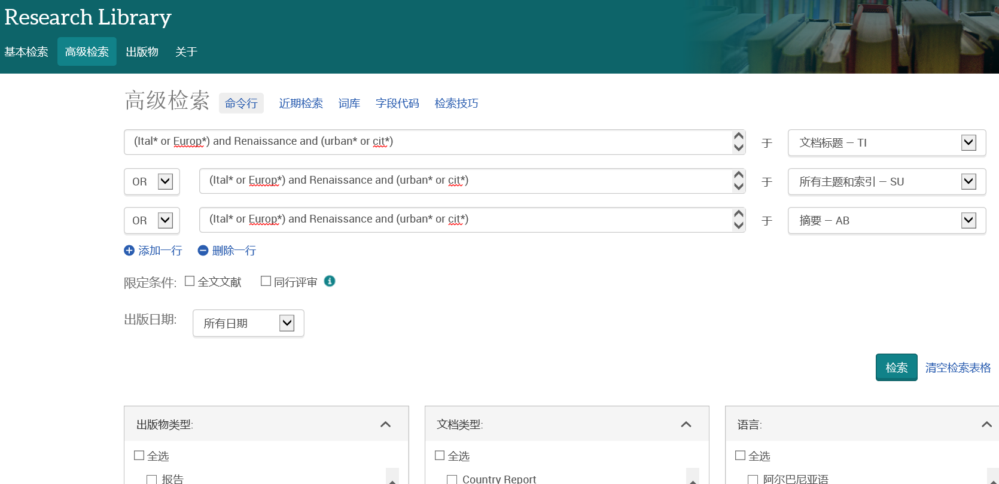 Research Library
基本检索 高级检索 出版物 关于
高级检索 命令行 近期检索 词库 字段代码 检索技巧
(Ital* or Europ*) and Renaissance and (urban* or cit*) 于 文档标题 – TI
OR (Ital* or Europ*) and Renaissance and (urban* or cit*) 于 所有主题和索引 – SU
OR (Ital* or Europ*) and Renaissance and (urban* or cit*) 于 摘要 – AB
添加一行 删除一行
限定条件: 全文文献 同行评审
出版日期: 所有日期
检索 清空检索表格
出版物类型: 文档类型: 语言:
全选 全选 全选
报告 Country Report 阿尔巴尼亚语